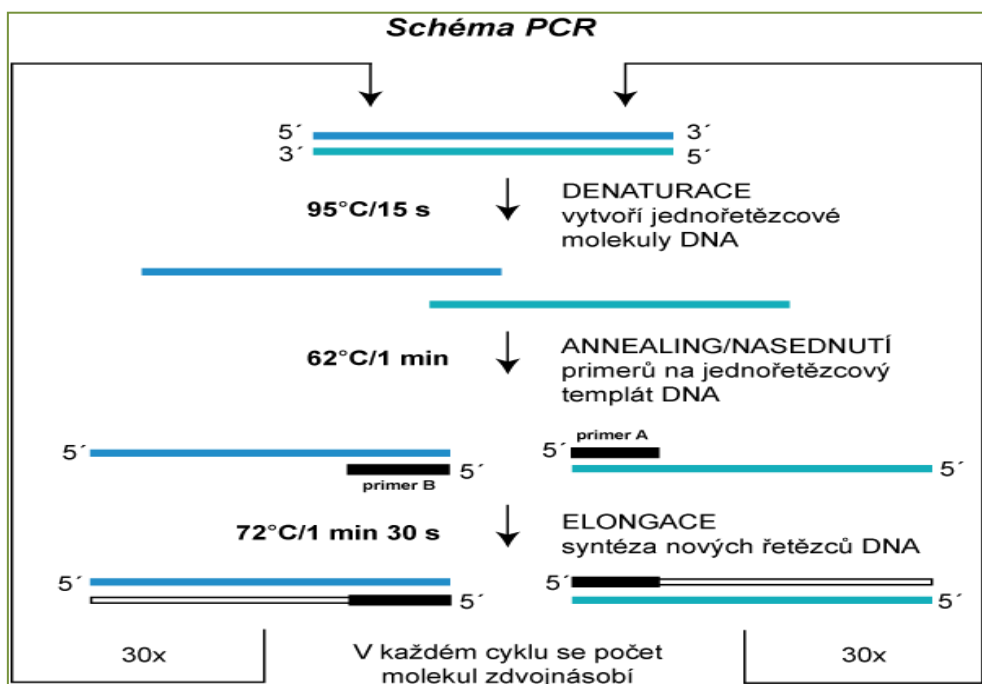 Schéma PCR
5´ 3´
3´ 5´
95°C/15 s
DENATURACE
vytvoří jednořetězcové
molekuly DNA
62°C/1 min
ANNEALING/NASEDNUTÍ
primerů na jednořetězcový
templát DNA
5´ 5´
primer B
primer A
5´ 5´
72°C/1 min 30 s
ELONGACE
syntéza nových řetězců DNA
5´ 5´
5´ 5´
30x
V každém cyklu se počet
molekul zdvojnásobí
30x